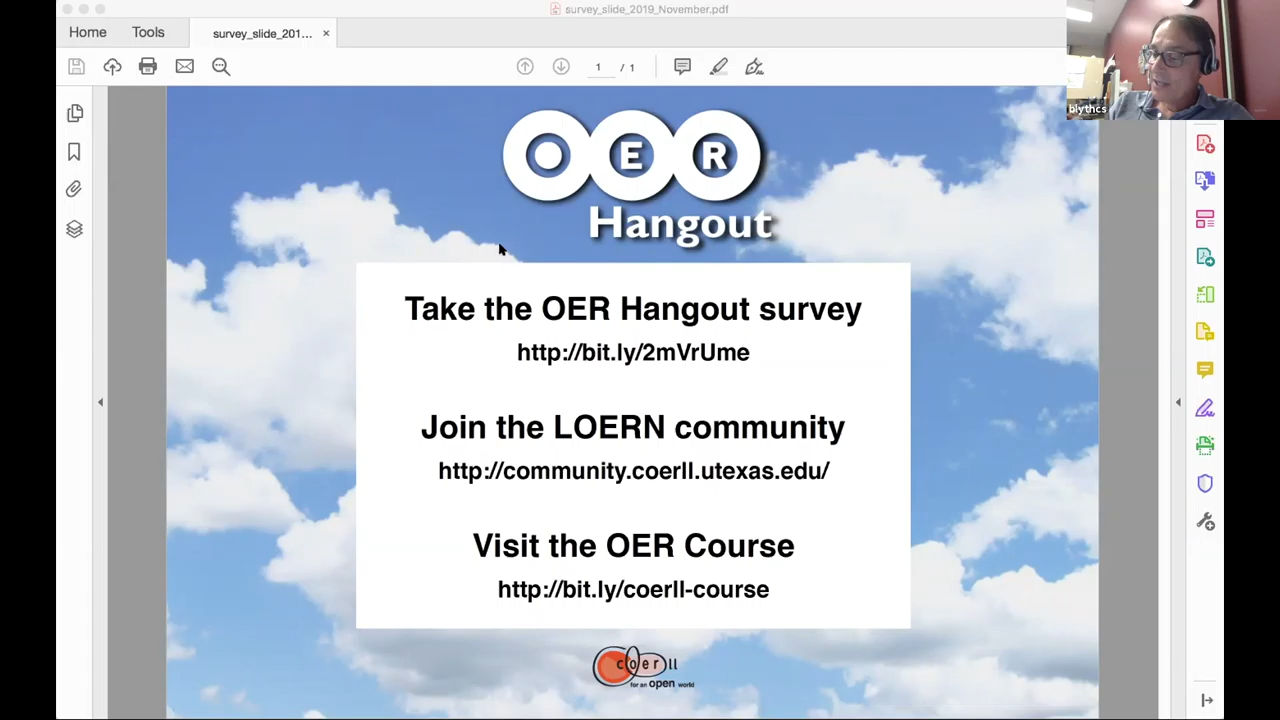 survey_slide_2019_November.pdf
Home Tools survey_slide_201... ×
1 / 1
blythcs
O E R
Hangout
Take the OER Hangout survey
http://bit.ly/2mVrUme
Join the LOERN community
http://community.coerll.utexas.edu/
Visit the OER Course
http://bit.ly/coerll-course
coerll
for an open world